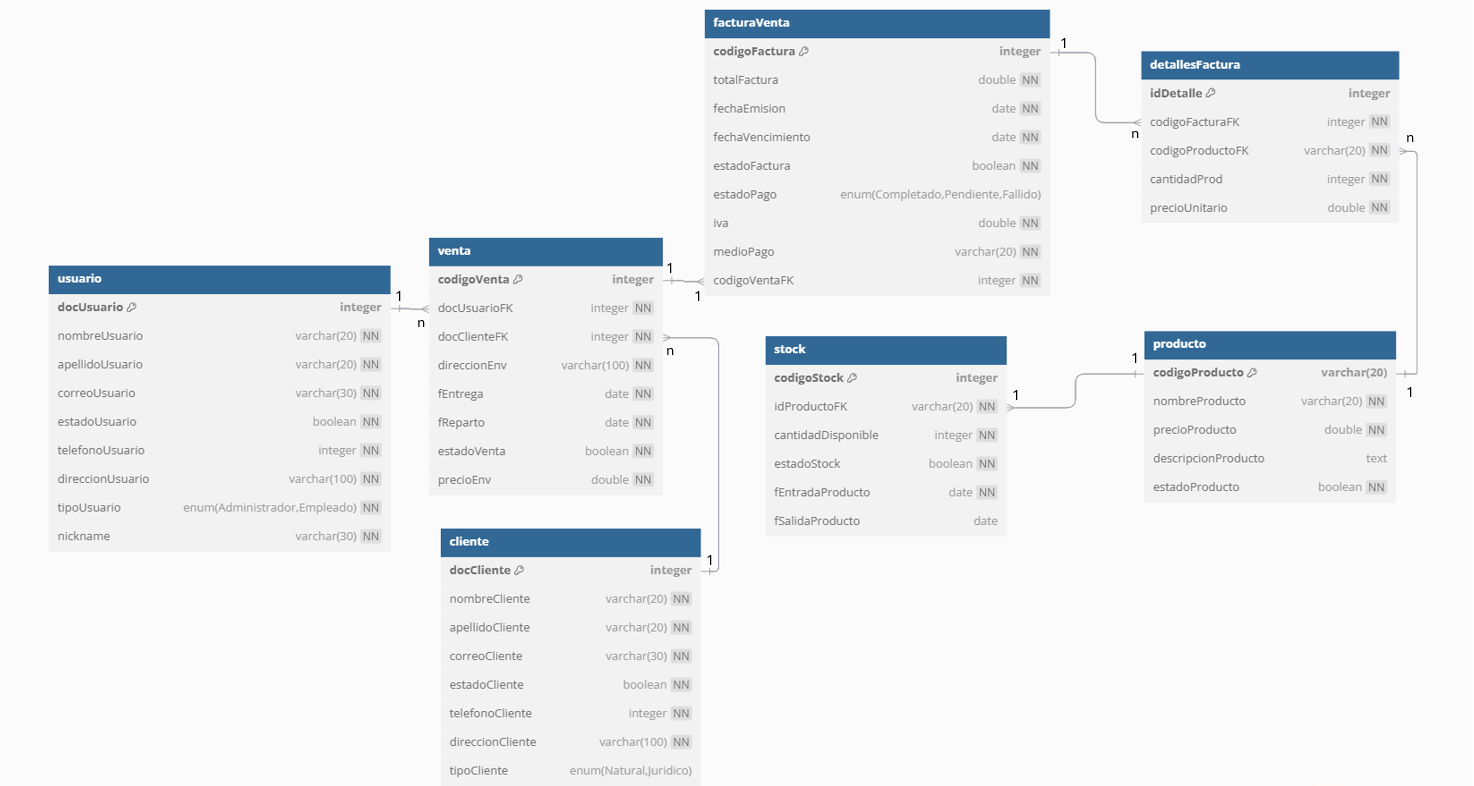 facturaVenta
codigoFactura integer
totalFactura double NN
fechaEmision date NN
fechaVencimiento date NN
estadoFactura boolean NN
estadoPago enum(Completado,Pendiente,Fallido)
iva double NN
medioPago varchar(20) NN
codigoVentaFK integer NN
1
n
detallesFactura
idDetalle integer
codigoFacturaFK integer NN
codigoProductoFK varchar(20) NN
cantidadProd integer NN
precioUnitario double NN
n
1
usuario
docUsuario integer
nombreUsuario varchar(20) NN
apellidoUsuario varchar(20) NN
correoUsuario varchar(30) NN
estadoUsuario boolean NN
telefonoUsuario integer NN
direccionUsuario varchar(100) NN
tipoUsuario enum(Administrador,Empleado) NN
nickname varchar(30) NN
1
n
venta
codigoVenta integer
docUsuarioFK integer NN
docClienteFK integer NN
direccionEnv varchar(100) NN
fEntrega date NN
fReparto date NN
estadoVenta boolean NN
precioEnv double NN
1
1
n
1
stock
codigoStock integer
idProductoFK varchar(20) NN
cantidadDisponible integer NN
estadoStock boolean NN
fEntradaProducto date NN
fSalidaProducto date
1
1
producto
codigoProducto varchar(20)
nombreProducto varchar(20) NN
precioProducto double NN
descripcionProducto text
estadoProducto boolean NN
cliente
docCliente integer
nombreCliente varchar(20) NN
apellidoCliente varchar(20) NN
correoCliente varchar(30) NN
estadoCliente boolean NN
telefonoCliente integer NN
direccionCliente varchar(100) NN
tipoCliente enum(Natural,Juridico)